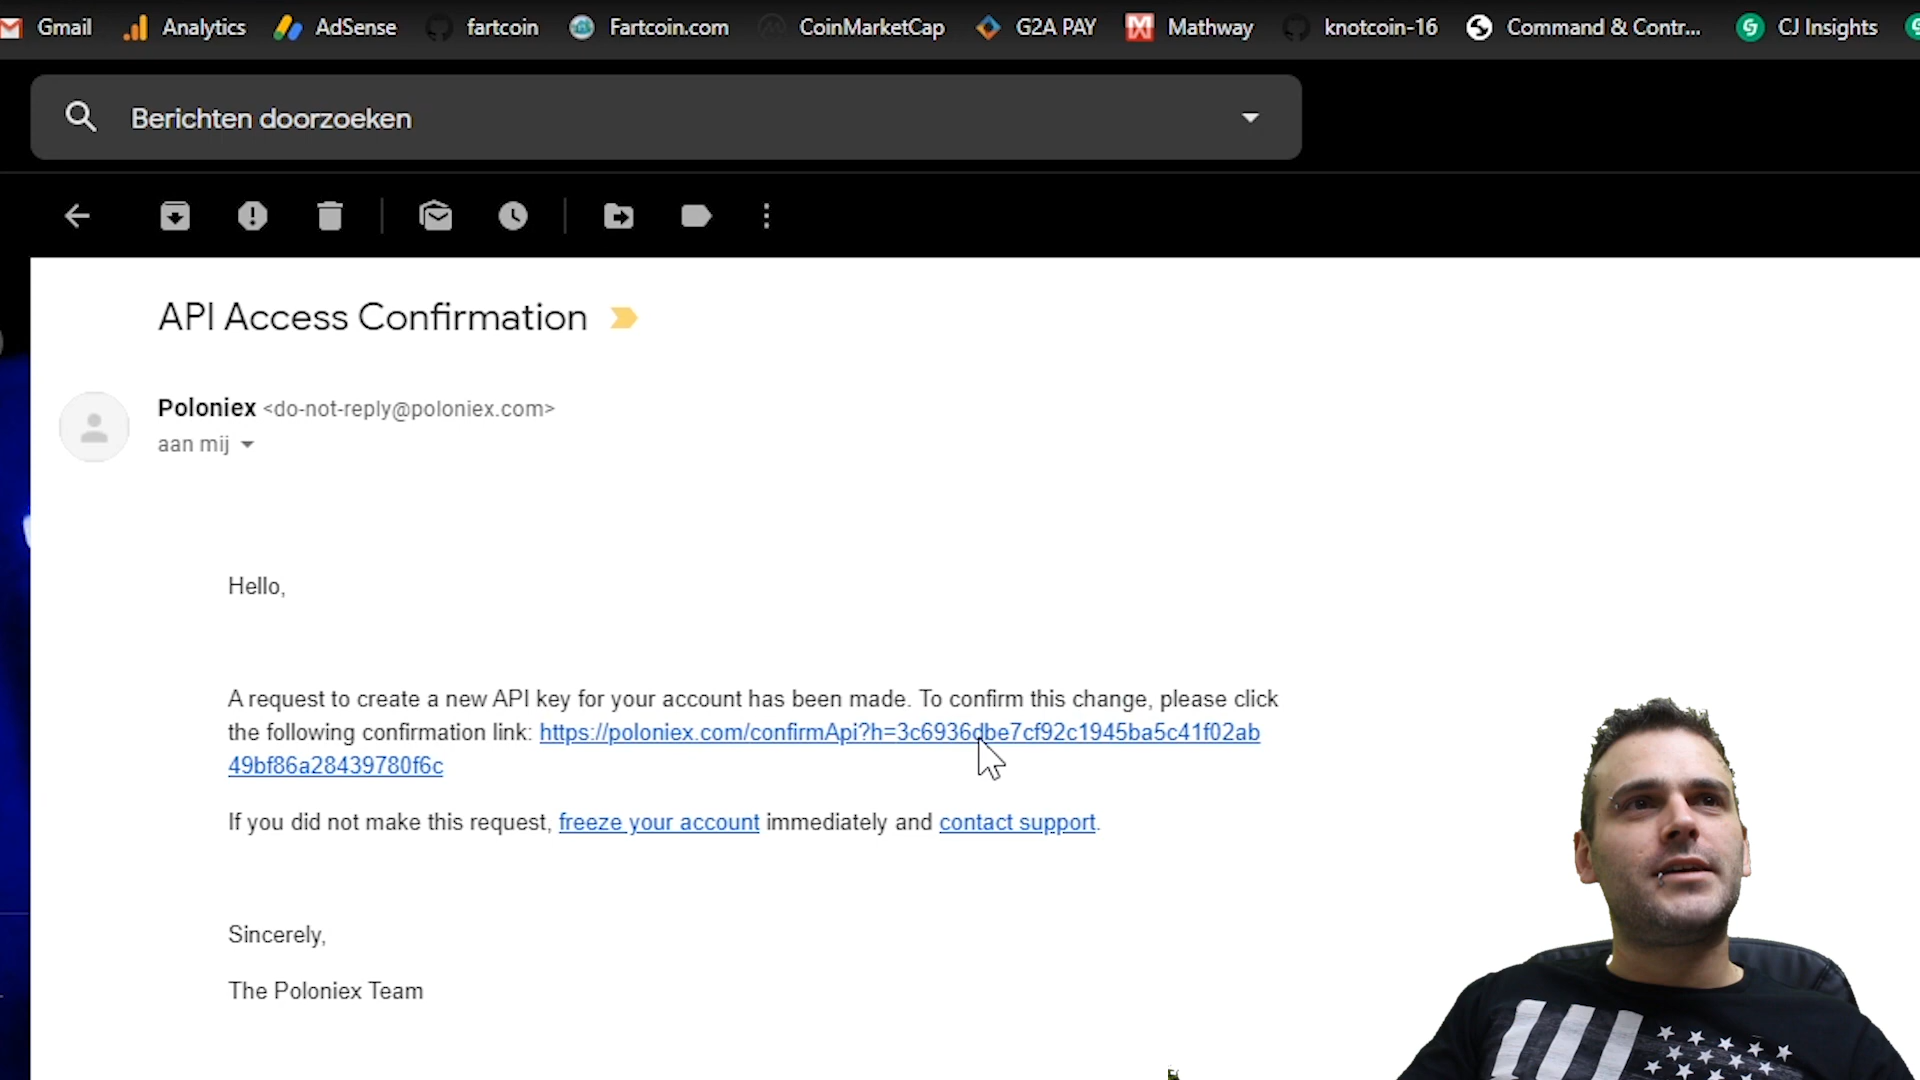 Gmail Analytics AdSense fartcoin Fartcoin.com CoinMarketCap G2A PAY Mathway knotcoin-16 Command & Contr... CJ Insights
Berichten doorzoeken
API Access Confirmation
Poloniex <do-not-reply@poloniex.com>
aan mij
Hello,
A request to create a new API key for your account has been made. To confirm this change, please click
the following confirmation link: https://poloniex.com/confirmApi?h=3c6936dbe7cf92c1945ba5c41f02ab
49bf86a28439780f6c
If you did not make this request, freeze your account immediately and contact support.
Sincerely,
The Poloniex Team